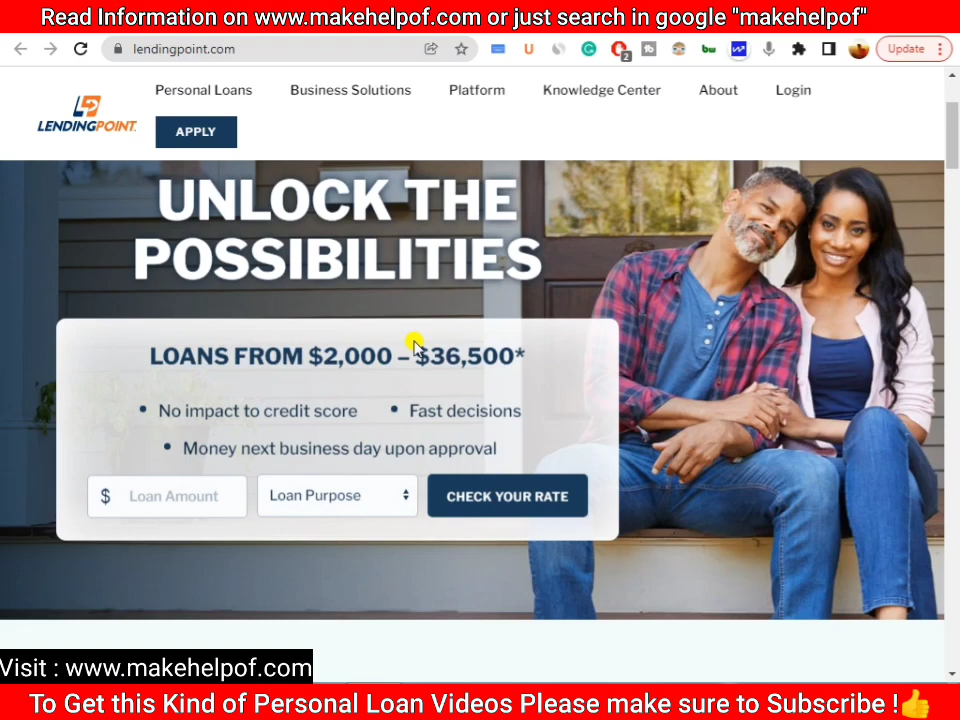 Read Information on www.makehelpof.com or just search in google "makehelpof"
lendingpoint.com
Update
Personal Loans
Business Solutions
Platform
Knowledge Center
About
Login
LENDINGPOINT.
APPLY
UNLOCK THE
POSSIBILITIES
LOANS FROM $2,000 – $36,500*
• No impact to credit score
• Fast decisions
• Money next business day upon approval
$ Loan Amount
Loan Purpose
CHECK YOUR RATE
Visit : www.makehelpof.com
To Get this Kind of Personal Loan Videos Please make sure to Subscribe !👍